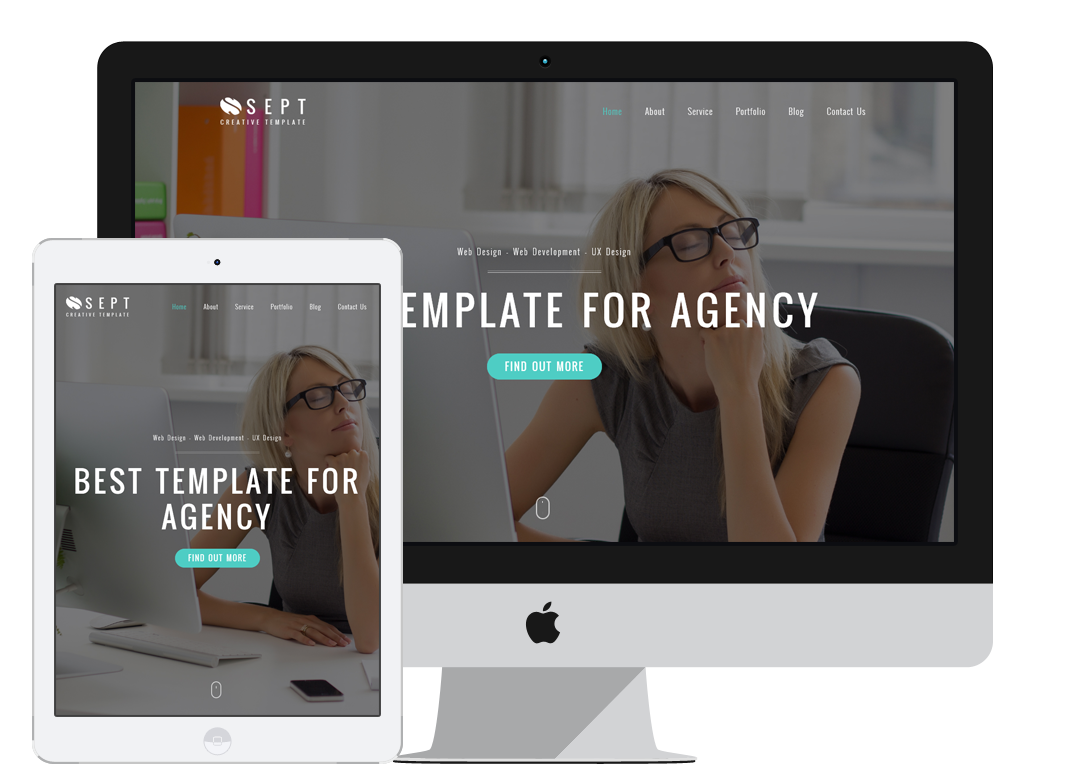 SEPT
CREATIVE TEMPLATE
Home About Service Portfolio Blog Contact Us
Web Design - Web Development - UX Design
EMPLATE FOR AGENCY
FIND OUT MORE
SEPT
CREATIVE TEMPLATE
Home About Service Portfolio Blog Contact Us
Web Design - Web Development - UX Design
BEST TEMPLATE FOR
AGENCY
FIND OUT MORE